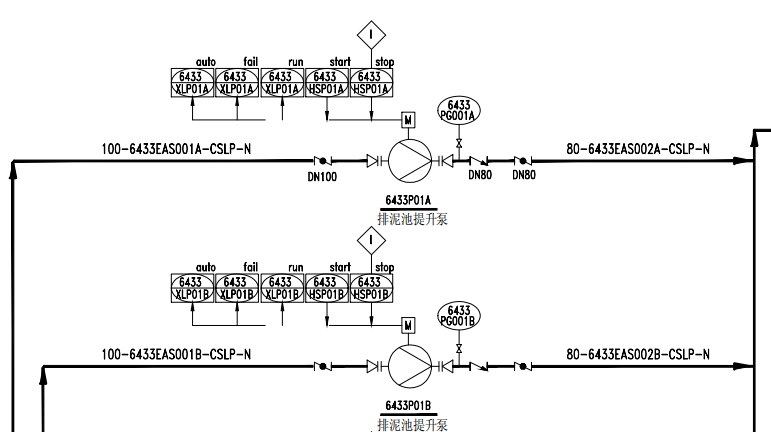 I
auto fail run start stop
6433 6433 6433 6433 6433
XLP01A XLP01A XLP01A HSP01A HSP01A
6433
PG001A
M
100-6433EAS001A-CSLP-N
80-6433EAS002A-CSLP-N
DN100
DN80
DN80
6433P01A
排泥池提升泵
I
auto fail run start stop
6433 6433 6433 6433 6433
XLP01B XLP01B XLP01B HSP01B HSP01B
6433
PG001B
M
100-6433EAS001B-CSLP-N
80-6433EAS002B-CSLP-N
6433P01B
排泥池提升泵